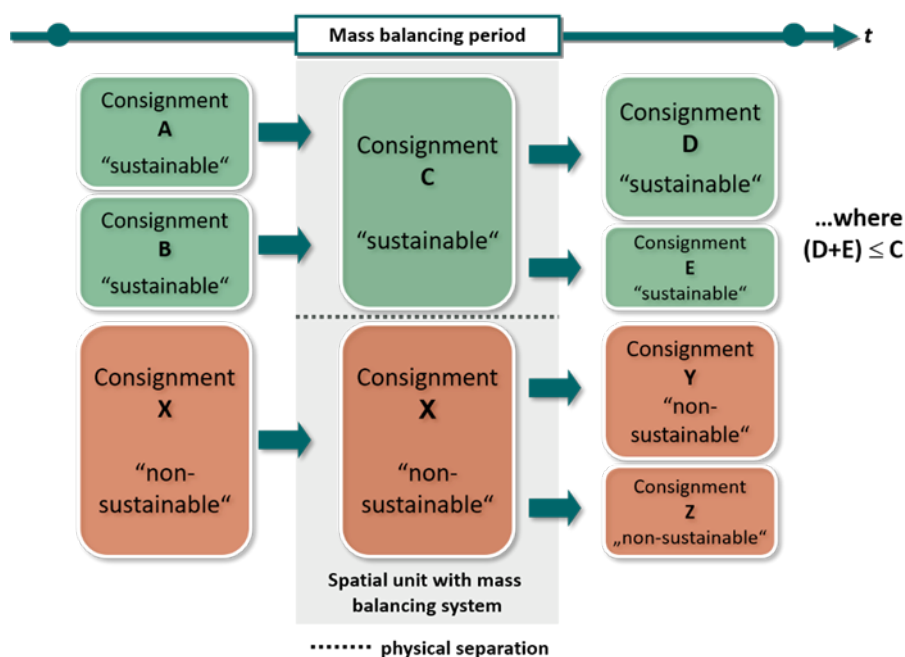 Mass balancing period
t
Consignment
A
“sustainable“
Consignment
B
“sustainable“
Consignment
X
“non-
sustainable“
Consignment
C
“sustainable“
Consignment
X
“non-
sustainable“
Spatial unit with mass
balancing system
Consignment
D
“sustainable“
Consignment
E
“sustainable“
Consignment
Y
“non-
sustainable“
Consignment
Z
„non-sustainable“
...where
(D+E) ≤ C
physical separation